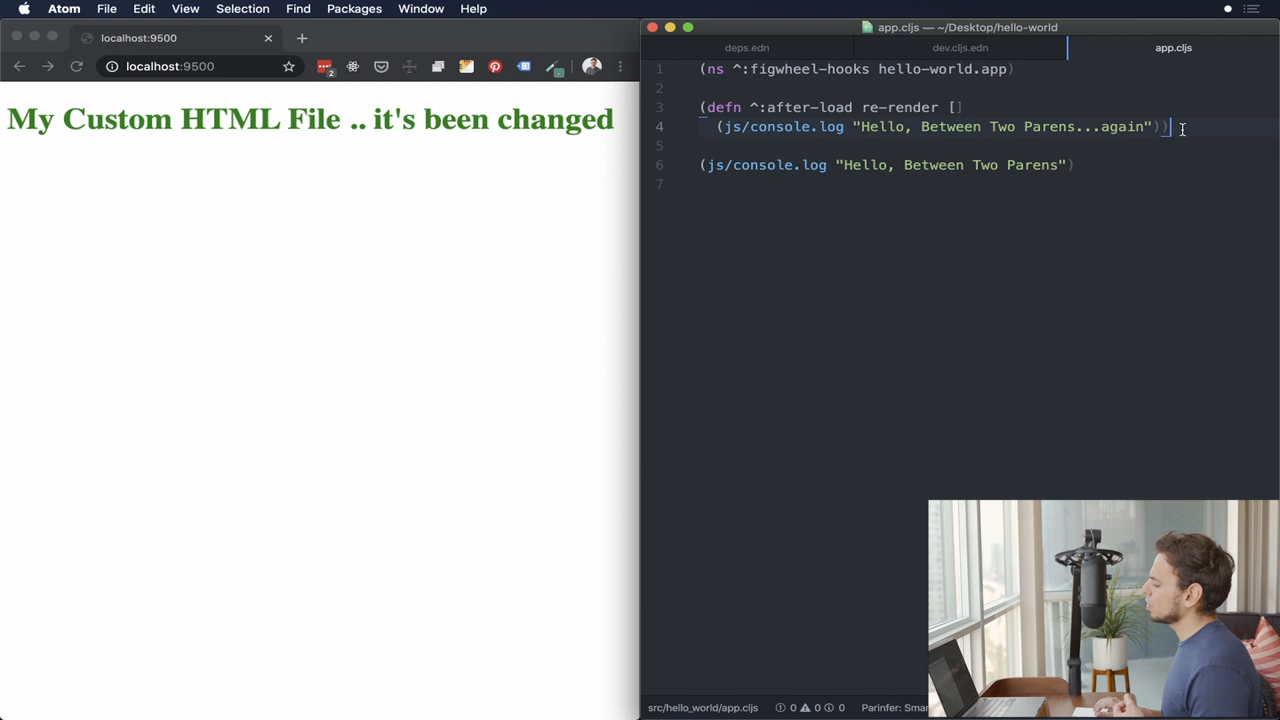 Atom File Edit View Selection Find Packages Window Help
localhost:9500
localhost:9500
2
My Custom HTML File .. it's been changed
app.cljs — ~/Desktop/hello-world
deps.edn dev.cljs.edn app.cljs
1 (ns ^:figwheel-hooks hello-world.app)
2
3 (defn ^:after-load re-render []
4 (js/console.log "Hello, Between Two Parens...again"))
5
6 (js/console.log "Hello, Between Two Parens")
7
src/hello_world/app.cljs 0 0 0 Parinfer: Smar